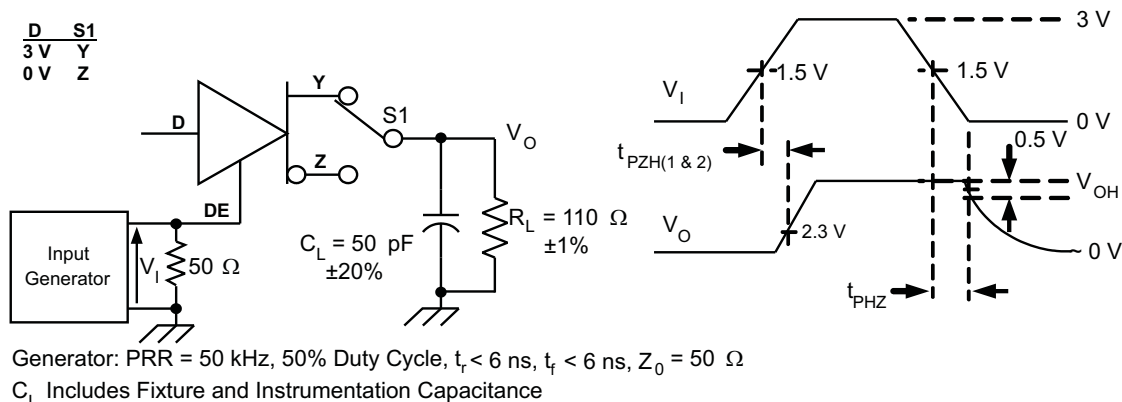 D S1
3 V Y
0 V Z
D
Y
Z
S1
DE
V_O
Input
Generator
V_I
50 Ω
C_L = 50 pF
±20%
R_L = 110 Ω
±1%
3 V
1.5 V
1.5 V
V_I
0 V
0.5 V
t_PZH(1 & 2)
V_OH
V_O
2.3 V
~ 0 V
t_PHZ
Generator: PRR = 50 kHz, 50% Duty Cycle, t_r < 6 ns, t_f < 6 ns, Z_0 = 50 Ω
C_L Includes Fixture and Instrumentation Capacitance